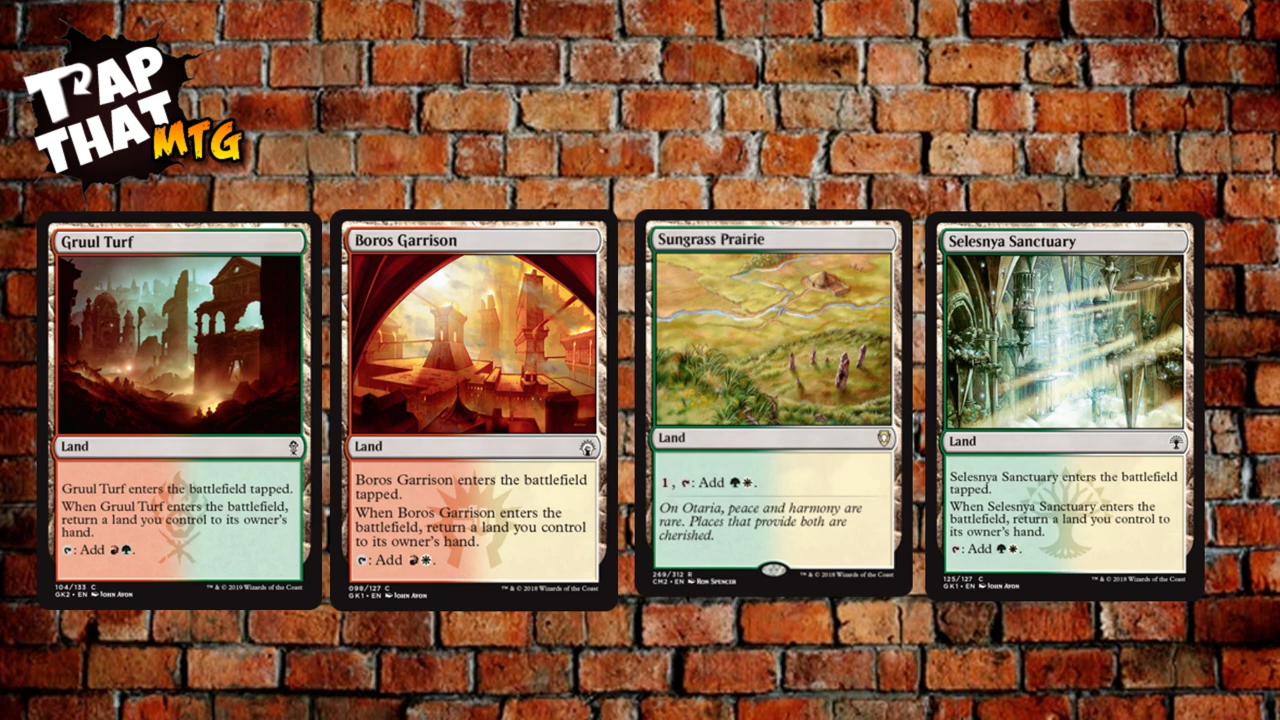 TAP
THAT
MTG
Gruul Turf
Land
Gruul Turf enters the battlefield tapped.
When Gruul Turf enters the battlefield,
return a land you control to its owner's
hand.
: Add .
104/133 C
GK2 • EN JOHN AVON
™ & © 2019 Wizards of the Coast
Boros Garrison
Land
Boros Garrison enters the battlefield
tapped.
When Boros Garrison enters the
battlefield, return a land you control
to its owner's hand.
: Add .
098/127 C
GK1 • EN JOHN AVON
™ & © 2018 Wizards of the Coast
Sungrass Prairie
Land
1, : Add .
On Otaria, peace and harmony are
rare. Places that provide both are
cherished.
269/312 R
CM2 • EN RON SPENCER
™ & © 2018 Wizards of the Coast
Selesnya Sanctuary
Land
Selesnya Sanctuary enters the battlefield
tapped.
When Selesnya Sanctuary enters the
battlefield, return a land you control to
its owner's hand.
: Add .
125/127 C
GK1 • EN JOHN AVON
™ & © 2018 Wizards of the Coast